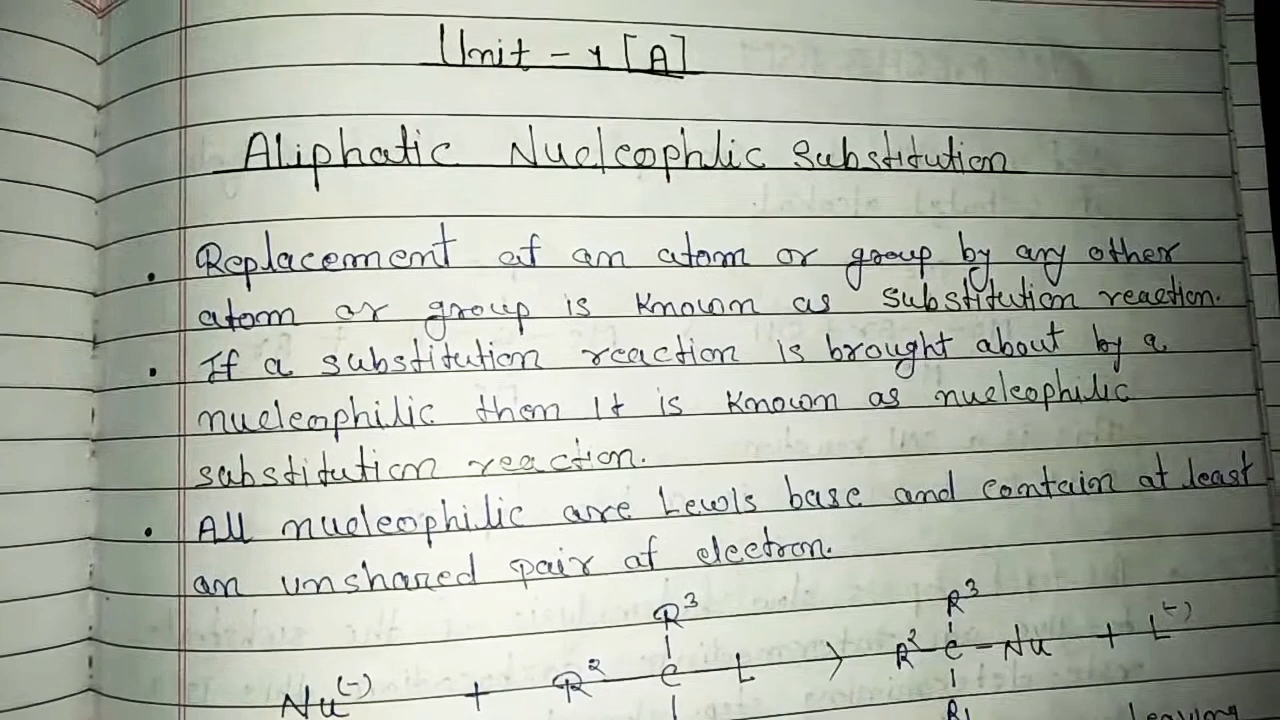 Unit - 1 [A]
Aliphatic Nucleophlic Substitution
• Replacement of an atom or group by any other
atom or group is known as substitution reaction.
• If a substitution reaction is brought about by a
nucleophilic then It is known as nucleophilic
substitution reaction.
• All nucleophilic are Lewis base and contain at least
an unshared pair of electron.
R³ R³
Nu(-) + R² - C - L → R² - C - Nu + L(-)
R₁
leaving